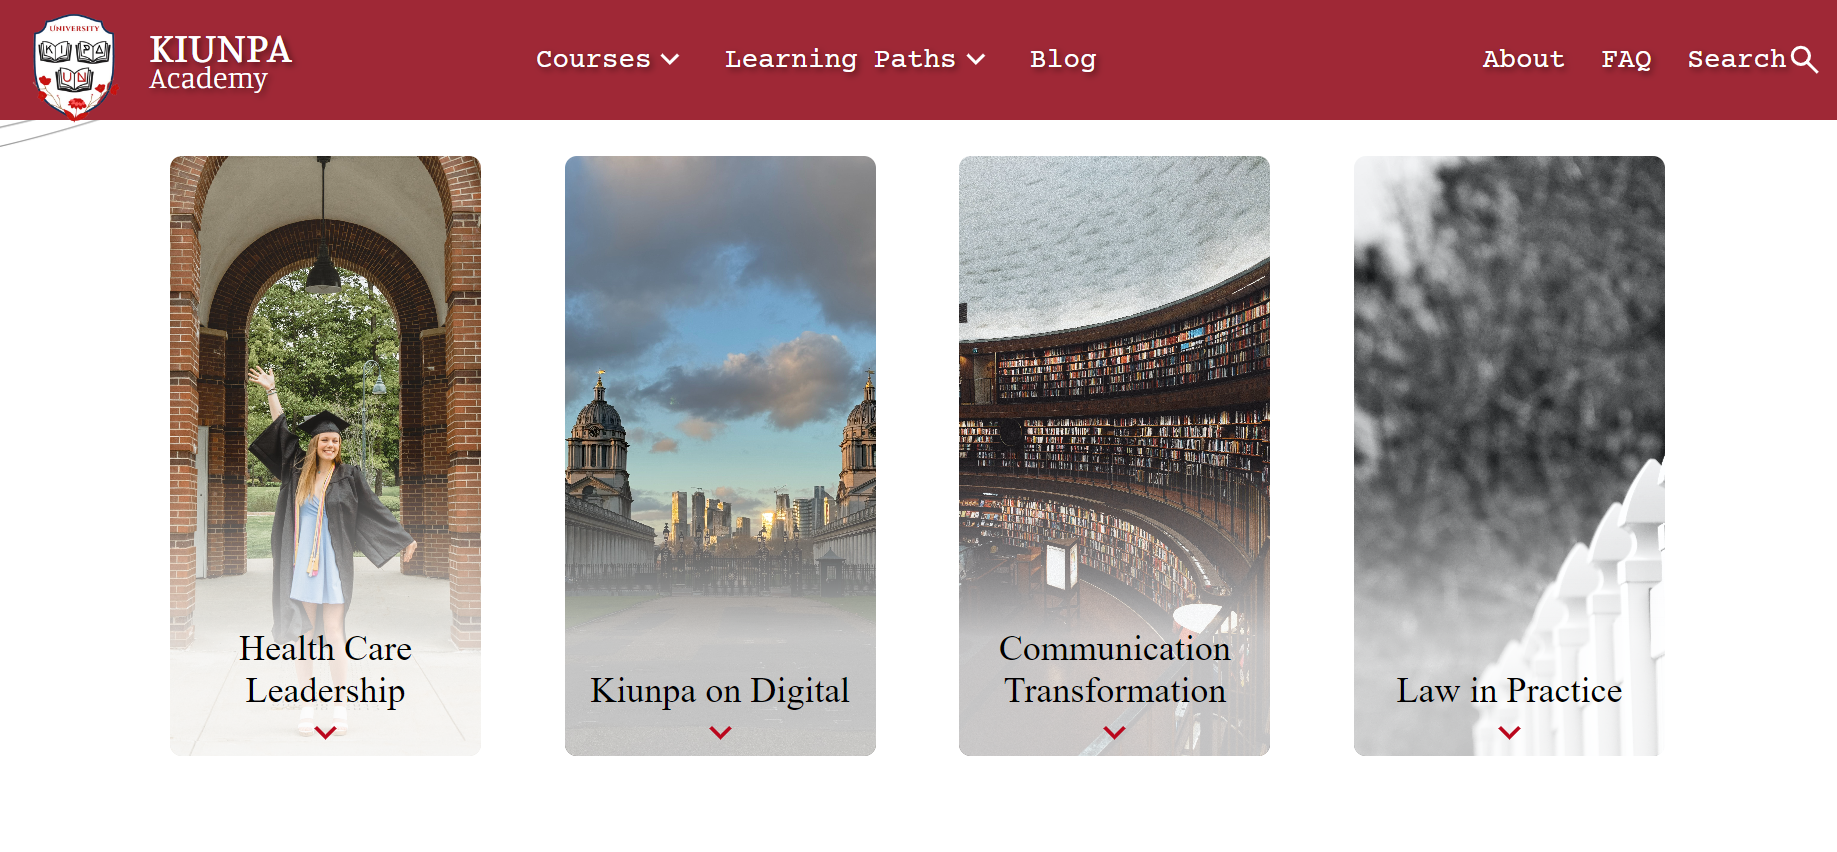 UNIVERSITY
KI PA
UN
KIUNPA
Academy
Courses
Learning Paths
Blog
About
FAQ
Search
Health Care
Leadership
Kiunpa on Digital
Communication
Transformation
Law in Practice